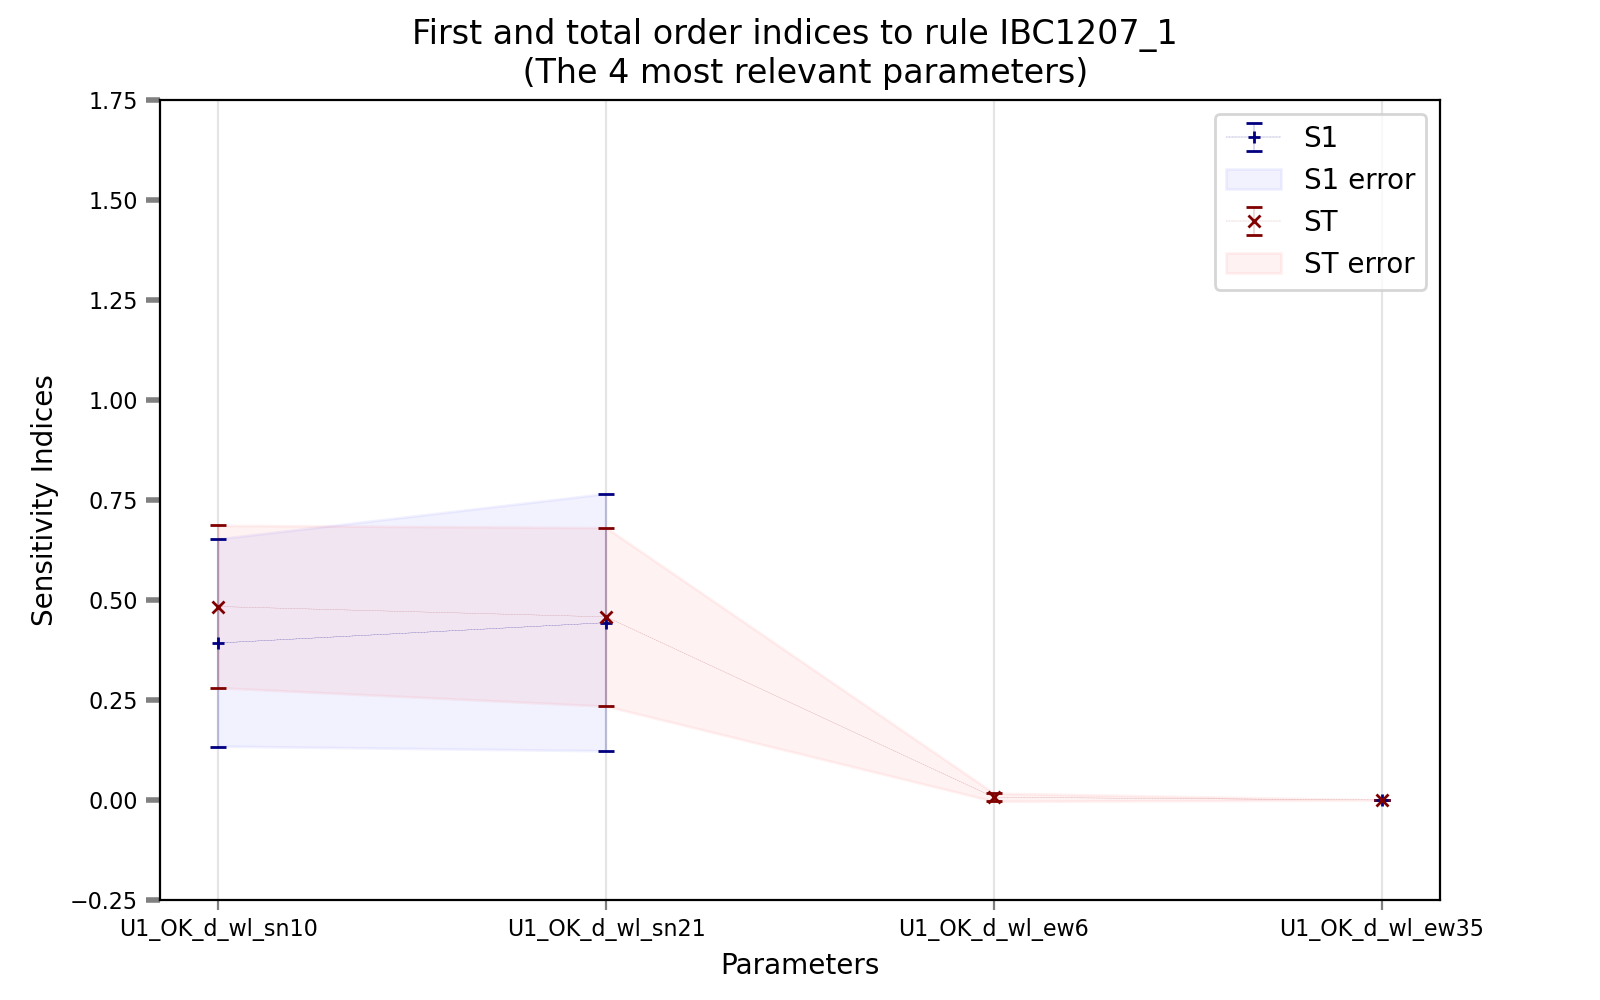 First and total order indices to rule IBC1207_1
(The 4 most relevant parameters)
1.75
1.50
1.25
1.00
0.75
0.50
0.25
0.00
−0.25
Sensitivity Indices
S1
S1 error
ST
ST error
U1_OK_d_wl_sn10
U1_OK_d_wl_sn21
U1_OK_d_wl_ew6
U1_OK_d_wl_ew35
Parameters